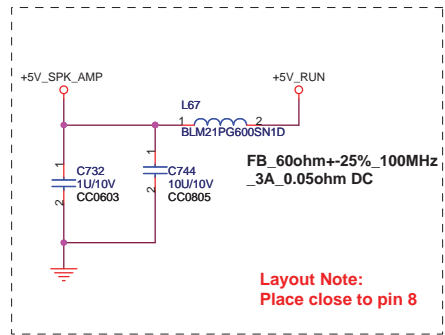 +5V_SPK_AMP
+5V_RUN
L67
1
2
BLM21PG600SN1D
FB_60ohm+-25%_100MHz
_3A_0.05ohm DC
1
C732
1U/10V
CC0603
2
1
C744
10U/10V
CC0805
2
Layout Note:
Place close to pin 8